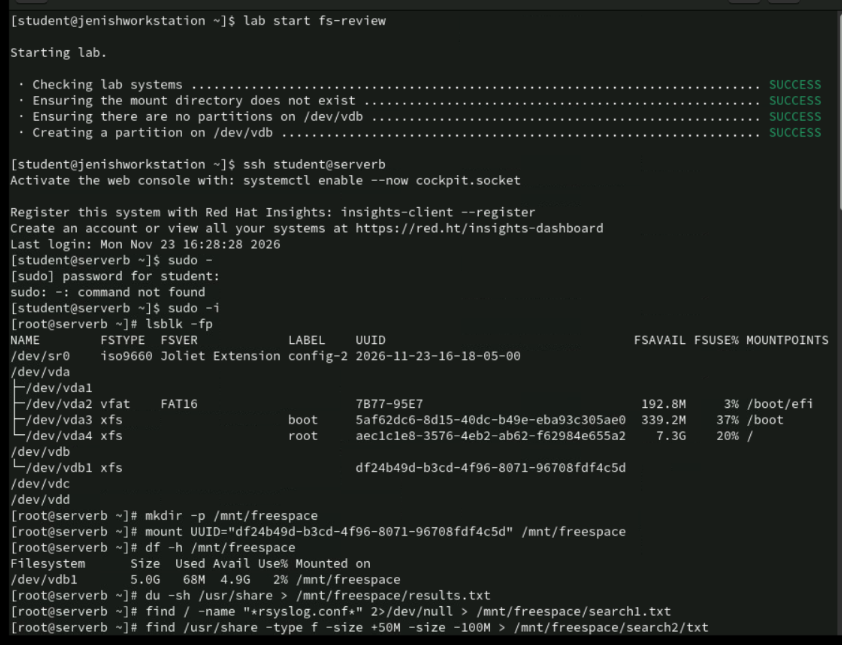 [student@jenishworkstation ~]$ lab start fs-review
Starting lab.
· Checking lab systems ....................................................................... SUCCESS
· Ensuring the mount directory does not exist ................................................. SUCCESS
· Ensuring there are no partitions on /dev/vdb ................................................ SUCCESS
· Creating a partition on /dev/vdb ........................................................... SUCCESS
[student@jenishworkstation ~]$ ssh student@serverb
Activate the web console with: systemctl enable --now cockpit.socket
Register this system with Red Hat Insights: insights-client --register
Create an account or view all your systems at https://red.ht/insights-dashboard
Last login: Mon Nov 23 16:28:28 2026
[student@serverb ~]$ sudo -
[sudo] password for student:
sudo: -: command not found
[student@serverb ~]$ sudo -i
[root@serverb ~]# lsblk -fp
NAME        FSTYPE  FSVER            LABEL    UUID                                 FSAVAIL FSUSE% MOUNTPOINTS
/dev/sr0    iso9660 Joliet Extension config-2 2026-11-23-16-18-05-00
/dev/vda
├─/dev/vda1
├─/dev/vda2 vfat    FAT16                     7B77-95E7                             192.8M     3% /boot/efi
├─/dev/vda3 xfs                      boot     5af62dc6-8d15-40dc-b49e-eba93c305ae0  339.2M    37% /boot
└─/dev/vda4 xfs                      root     aec1c1e8-3576-4eb2-ab62-f62984e655a2    7.3G    20% /
/dev/vdb
└─/dev/vdb1 xfs                               df24b49d-b3cd-4f96-8071-96708fdf4c5d
/dev/vdc
/dev/vdd
[root@serverb ~]# mkdir -p /mnt/freespace
[root@serverb ~]# mount UUID="df24b49d-b3cd-4f96-8071-96708fdf4c5d" /mnt/freespace
[root@serverb ~]# df -h /mnt/freespace
Filesystem      Size  Used Avail Use% Mounted on
/dev/vdb1       5.0G   68M  4.9G   2% /mnt/freespace
[root@serverb ~]# du -sh /usr/share > /mnt/freespace/results.txt
[root@serverb ~]# find / -name "*rsyslog.conf*" 2>/dev/null > /mnt/freespace/search1.txt
[root@serverb ~]# find /usr/share -type f -size +50M -size -100M > /mnt/freespace/search2/txt